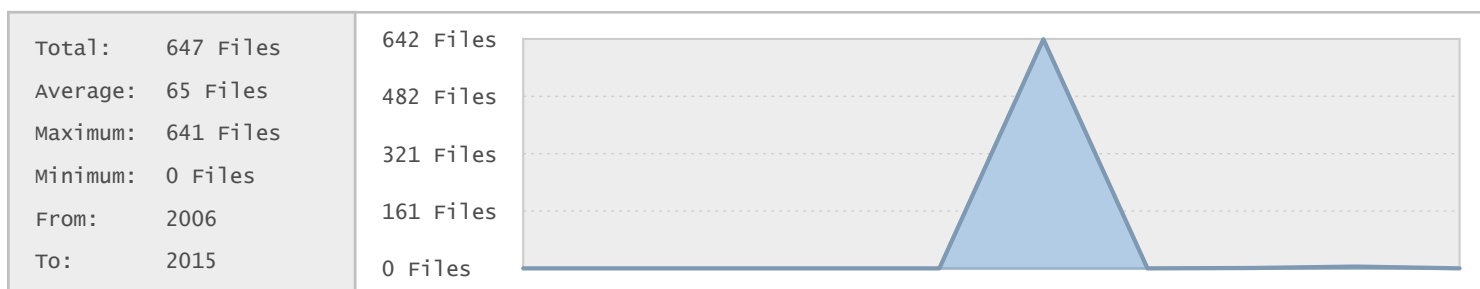 Total: 647 Files
Average: 65 Files
Maximum: 641 Files
Minimum: 0 Files
From: 2006
To: 2015
642 Files
482 Files
321 Files
161 Files
0 Files